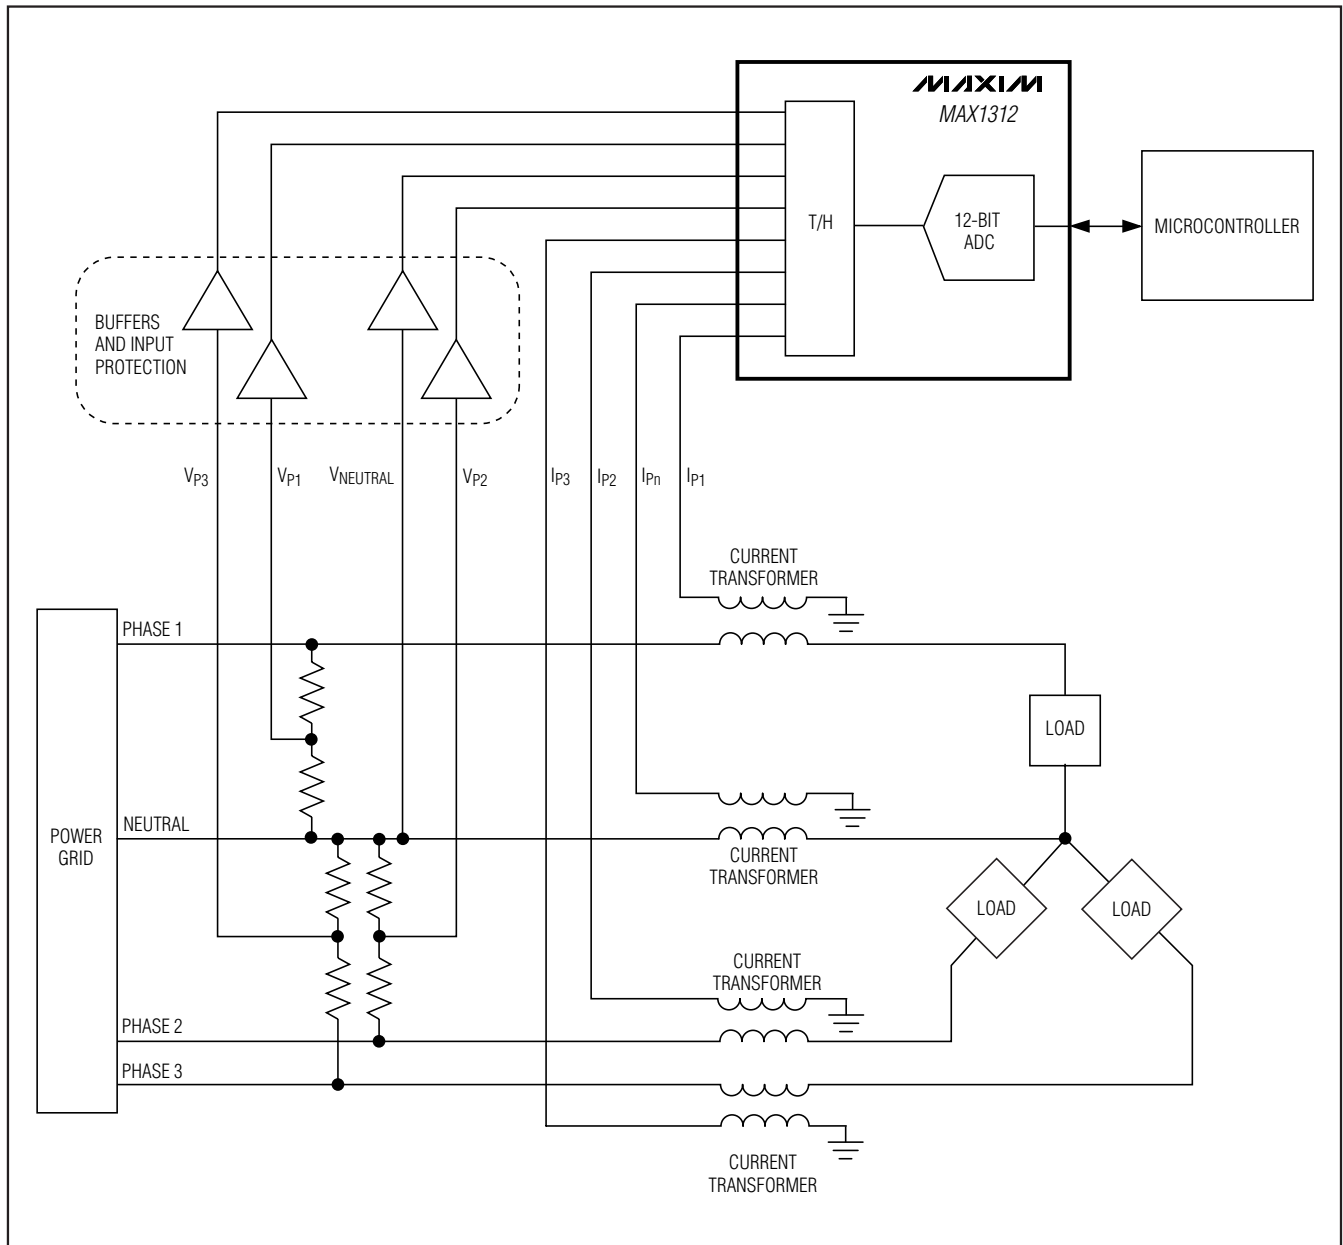 MAXIM
MAX1312
T/H
12-BIT
ADC
MICROCONTROLLER
BUFFERS
AND INPUT
PROTECTION
VP3
VP1
VNEUTRAL
VP2
IP3
IP2
IPn
IP1
CURRENT
TRANSFORMER
PHASE 1
LOAD
POWER
GRID
NEUTRAL
CURRENT
TRANSFORMER
LOAD
LOAD
CURRENT
TRANSFORMER
PHASE 2
PHASE 3
CURRENT
TRANSFORMER